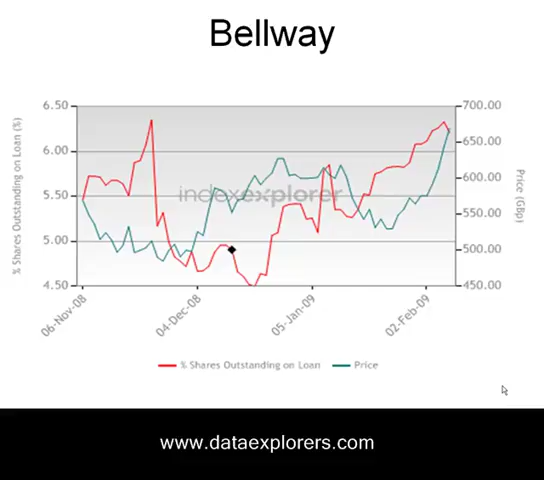 Bellway
6.50
6.00
5.50
5.00
4.50
% Shares Outstanding on Loan (%)
700.00
650.00
600.00
550.00
500.00
450.00
Price (GBp)
indexexplorer
06-Nov-08
04-Dec-08
05-Jan-09
02-Feb-09
% Shares Outstanding on Loan
Price
www.dataexplorers.com